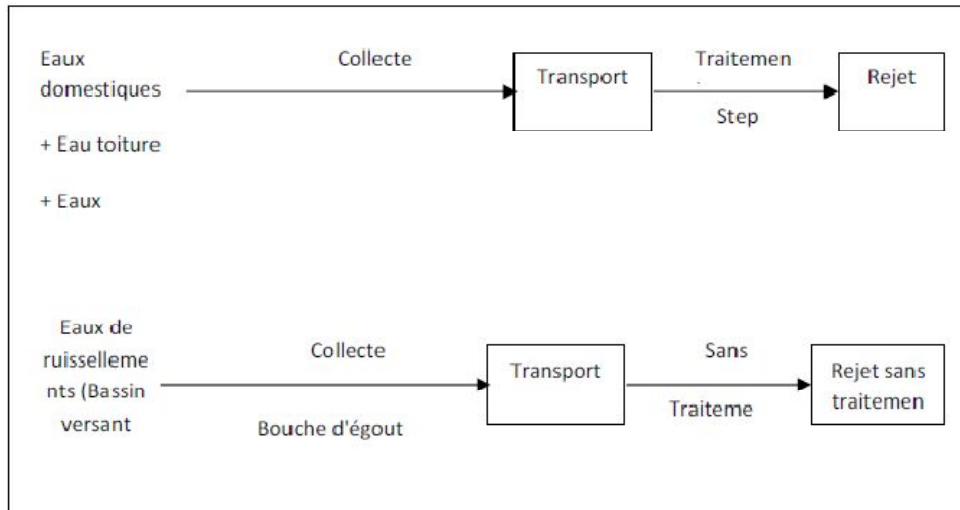 Eaux
domestiques
+ Eau toiture
+ Eaux
Collecte
Transport
Traitemen
Step
Rejet
Eaux de
ruisselleme
nts (Bassin
versant
Collecte
Bouche d'égout
Transport
Sans
Traiteme
Rejet sans
traitemen